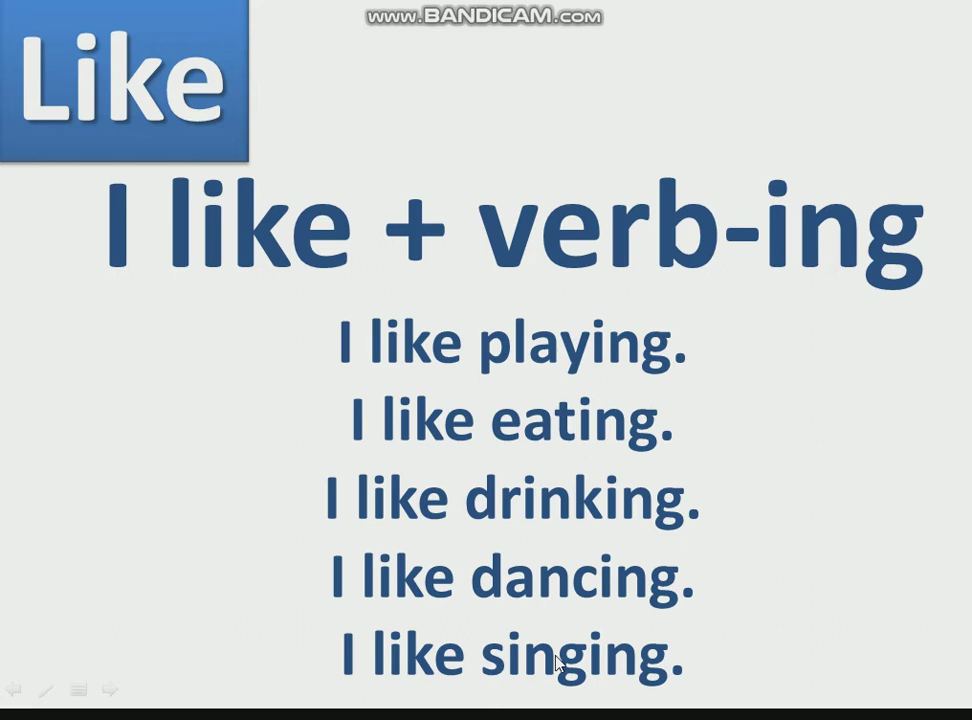 www.BANDICAM.com
Like
I like + verb-ing
I like playing.
I like eating.
I like drinking.
I like dancing.
I like singing.